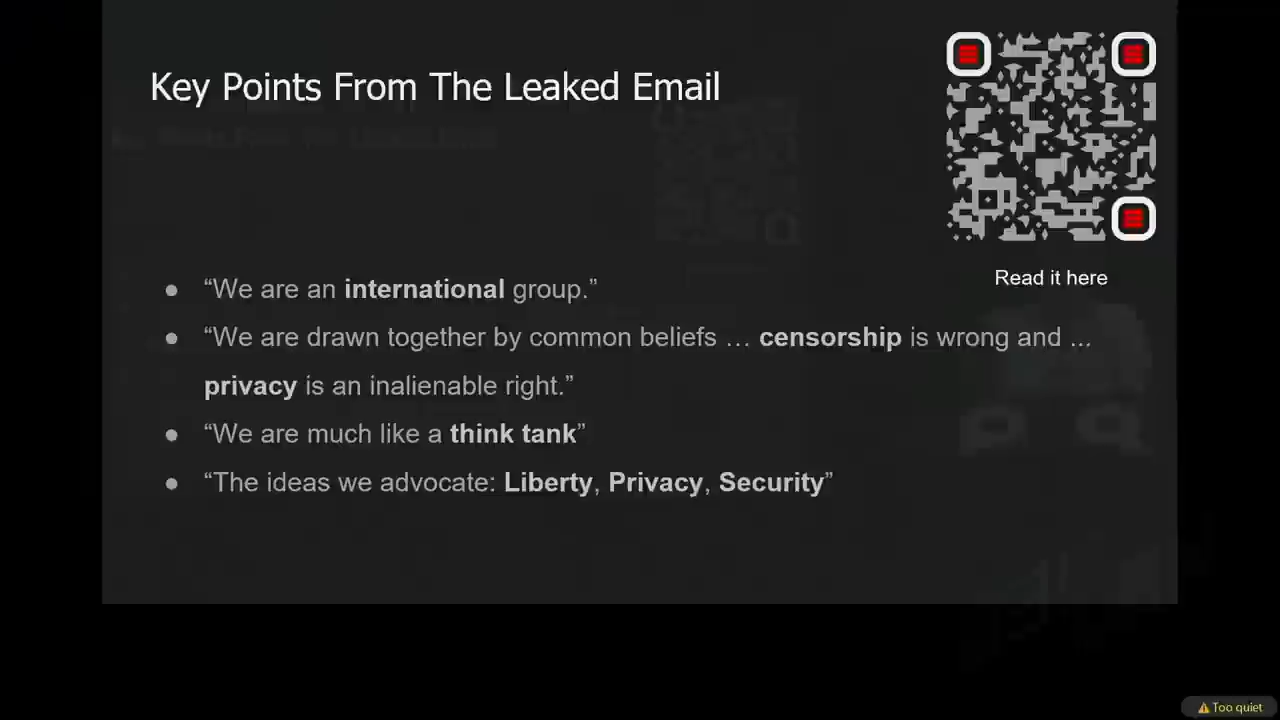 Key Points From The Leaked Email
Read it here
● “We are an international group.”
● “We are drawn together by common beliefs … censorship is wrong and ...
privacy is an inalienable right.”
● “We are much like a think tank”
● “The ideas we advocate: Liberty, Privacy, Security”
⚠ Too quiet